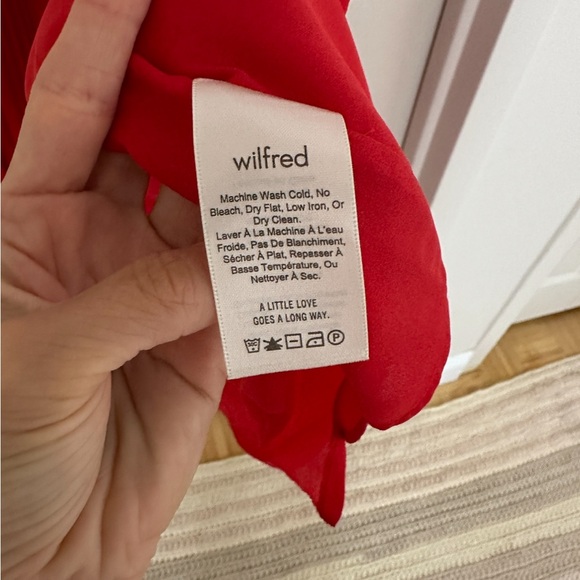 wilfred
Machine Wash Cold, No
Bleach, Dry Flat, Low Iron, Or
Dry Clean.
Laver À La Machine À L'eau
Froide, Pas De Blanchiment,
Sécher À Plat, Repasser À
Basse Température, Ou
Nettoyer À Sec.
A LITTLE LOVE
GOES A LONG WAY.
P